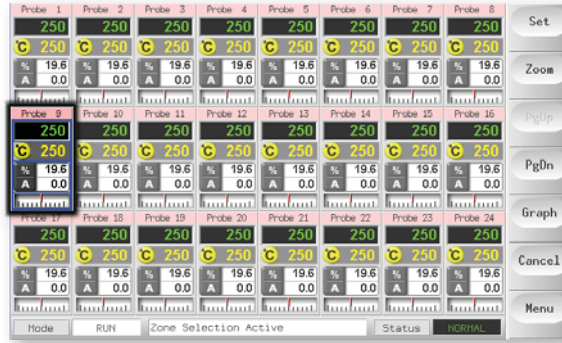 Probe 1 Probe 2 Probe 3 Probe 4 Probe 5 Probe 6 Probe 7 Probe 8
250 250 250 250 250 250 250 250
°C 250 °C 250 °C 250 °C 250 °C 250 °C 250 °C 250 °C 250
% 19.6 % 19.6 % 19.6 % 19.6 % 19.6 % 19.6 % 19.6 % 19.6
A 0.0 A 0.0 A 0.0 A 0.0 A 0.0 A 0.0 A 0.0 A 0.0
Probe 9 Probe 10 Probe 11 Probe 12 Probe 13 Probe 14 Probe 15 Probe 16
250 250 250 250 250 250 250 250
°C 250 °C 250 °C 250 °C 250 °C 250 °C 250 °C 250 °C 250
% 19.6 % 19.6 % 19.6 % 19.6 % 19.6 % 19.6 % 19.6 % 19.6
A 0.0 A 0.0 A 0.0 A 0.0 A 0.0 A 0.0 A 0.0 A 0.0
Probe 17 Probe 18 Probe 19 Probe 20 Probe 21 Probe 22 Probe 23 Probe 24
250 250 250 250 250 250 250 250
°C 250 °C 250 °C 250 °C 250 °C 250 °C 250 °C 250 °C 250
% 19.6 % 19.6 % 19.6 % 19.6 % 19.6 % 19.6 % 19.6 % 19.6
A 0.0 A 0.0 A 0.0 A 0.0 A 0.0 A 0.0 A 0.0 A 0.0
Mode RUN Zone Selection Active Status NORMAL
Set
Zoom
PgUp
PgDn
Graph
Cancel
Menu